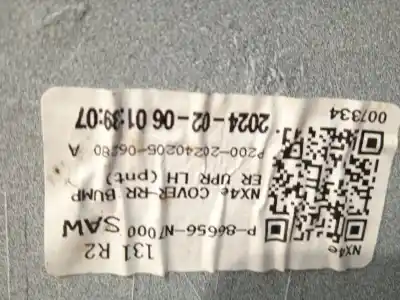 131 R2
P-86656-N7000 SAW
NX4e COVER-RR BUMP
ER UPR LH (pnt)
P200-20240205-06280 A
2024-02-06 01:39:07
NX4e
007334